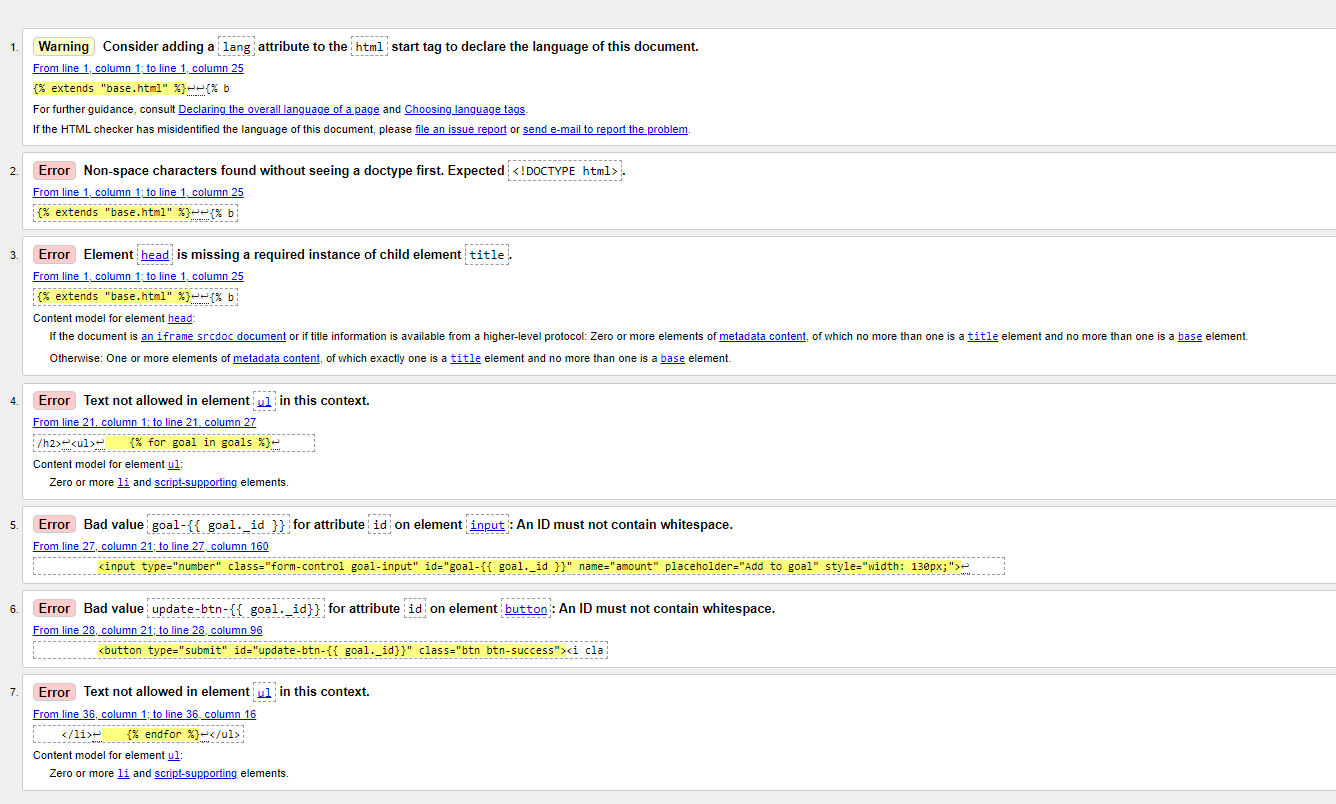 1. Warning Consider adding a lang attribute to the html start tag to declare the language of this document.
From line 1, column 1; to line 1, column 25
{% extends "base.html" %}↩↩{% b
For further guidance, consult Declaring the overall language of a page and Choosing language tags.
If the HTML checker has misidentified the language of this document, please file an issue report or send e-mail to report the problem.
2. Error Non-space characters found without seeing a doctype first. Expected <!DOCTYPE html>.
From line 1, column 1; to line 1, column 25
{% extends "base.html" %}↩↩{% b
3. Error Element head is missing a required instance of child element title.
From line 1, column 1; to line 1, column 25
{% extends "base.html" %}↩↩{% b
Content model for element head:
If the document is an iframe srcdoc document or if title information is available from a higher-level protocol: Zero or more elements of metadata content, of which no more than one is a title element and no more than one is a base element.
Otherwise: One or more elements of metadata content, of which exactly one is a title element and no more than one is a base element.
4. Error Text not allowed in element ul in this context.
From line 21, column 1; to line 21, column 27
/h2>↩<ul>↩    {% for goal in goals %}↩
Content model for element ul:
Zero or more li and script-supporting elements.
5. Error Bad value goal-{{ goal._id }} for attribute id on element input: An ID must not contain whitespace.
From line 27, column 21; to line 27, column 160
<input type="number" class="form-control goal-input" id="goal-{{ goal._id }}" name="amount" placeholder="Add to goal" style="width: 130px;">↩
6. Error Bad value update-btn-{{ goal._id}} for attribute id on element button: An ID must not contain whitespace.
From line 28, column 21; to line 28, column 96
<button type="submit" id="update-btn-{{ goal._id}}" class="btn btn-success"><i cla
7. Error Text not allowed in element ul in this context.
From line 36, column 1; to line 36, column 16
</li>↩    {% endfor %}↩</ul>
Content model for element ul:
Zero or more li and script-supporting elements.